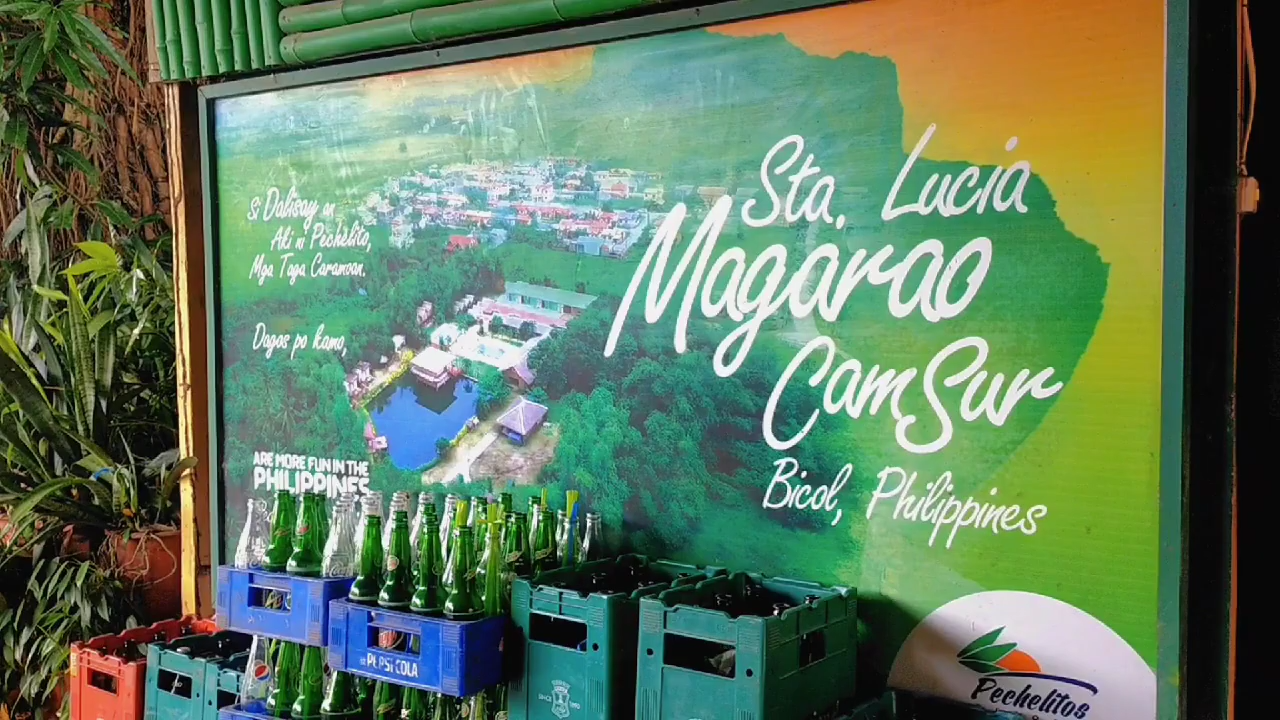 Si Dalisay an
Aki ni Pechelito,
Mga Taga Caramoan.
Dagos po kamo,
ARE MORE FUN IN THE
PHILIPPINES
Sta. Lucia
Magarao
CamSur
Bicol, Philippines
Pechelitos
PEPSI COLA
SINCE